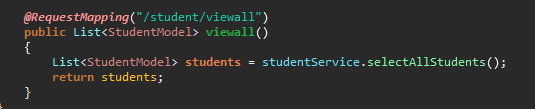 @RequestMapping("/student/viewall")
public List<StudentModel> viewall()
{
List<StudentModel> students = studentService.selectAllStudents();
return students;
}